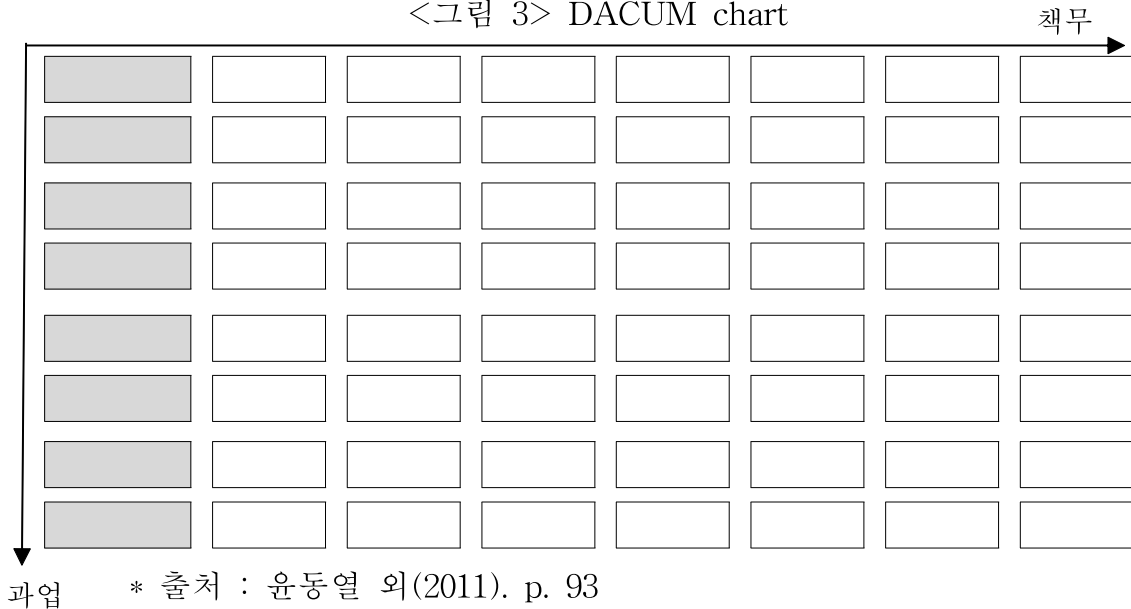 <그림 3> DACUM chart
책무
과업
* 출처 : 윤동열 외(2011). p. 93